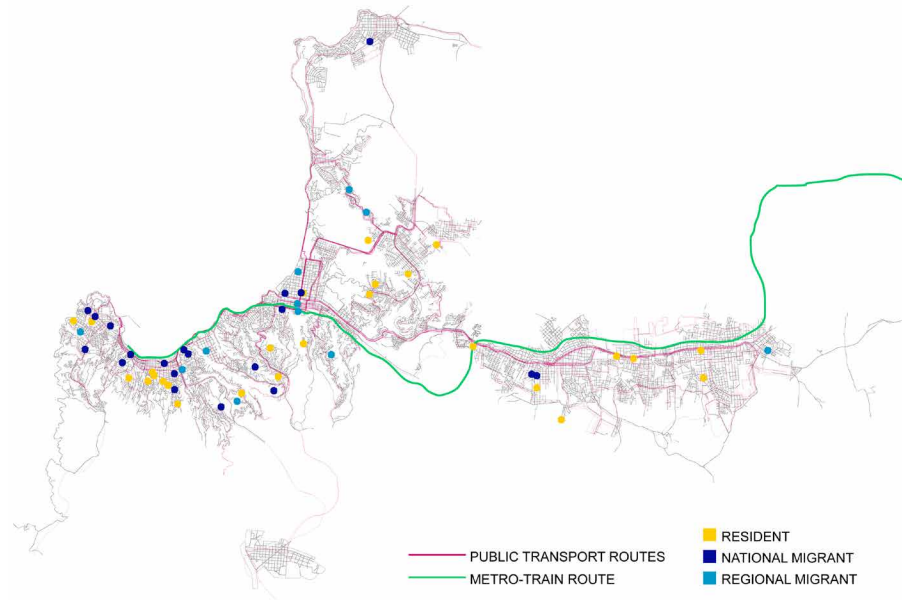 PUBLIC TRANSPORT ROUTES
METRO-TRAIN ROUTE
RESIDENT
NATIONAL MIGRANT
REGIONAL MIGRANT